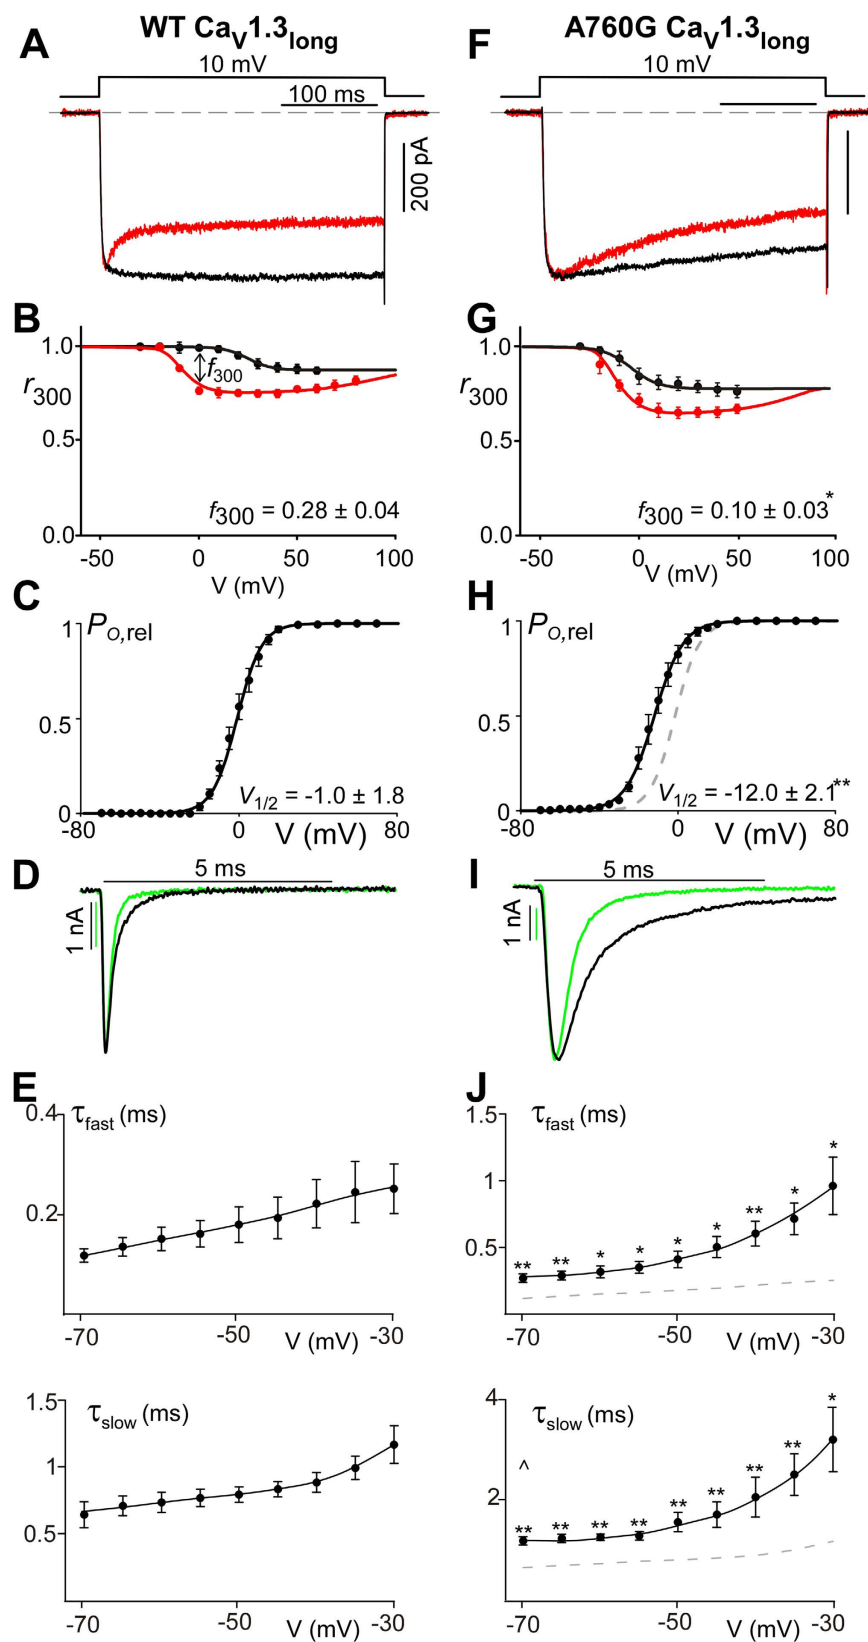 WT CaV1.3long
A
10 mV
100 ms
200 pA
B
1.0
r300
0.5
0.0
f300
f300 = 0.28 ± 0.04
-50 0 50 100
V (mV)
C
1
PO,rel
0.5
0
V1/2 = -1.0 ± 1.8
-80 0 80
V (mV)
D
5 ms
1 nA
E
0.4
τfast (ms)
0.2
-70 -50 -30
V (mV)
1.5
τslow (ms)
1
0.5
-70 -50 -30
V (mV)
A760G CaV1.3long
F
10 mV
G
1.0
r300
0.5
0.0
f300 = 0.10 ± 0.03*
-50 0 50 100
V (mV)
H
1
PO,rel
0.5
0
V1/2 = -12.0 ± 2.1**
-80 0 80
V (mV)
I
5 ms
1 nA
J
1.5
τfast (ms)
1
0.5
** ** * * * * ** * *
-70 -50 -30
V (mV)
4
τslow (ms)
2
^
** ** ** ** ** ** ** ** *
-70 -50 -30
V (mV)